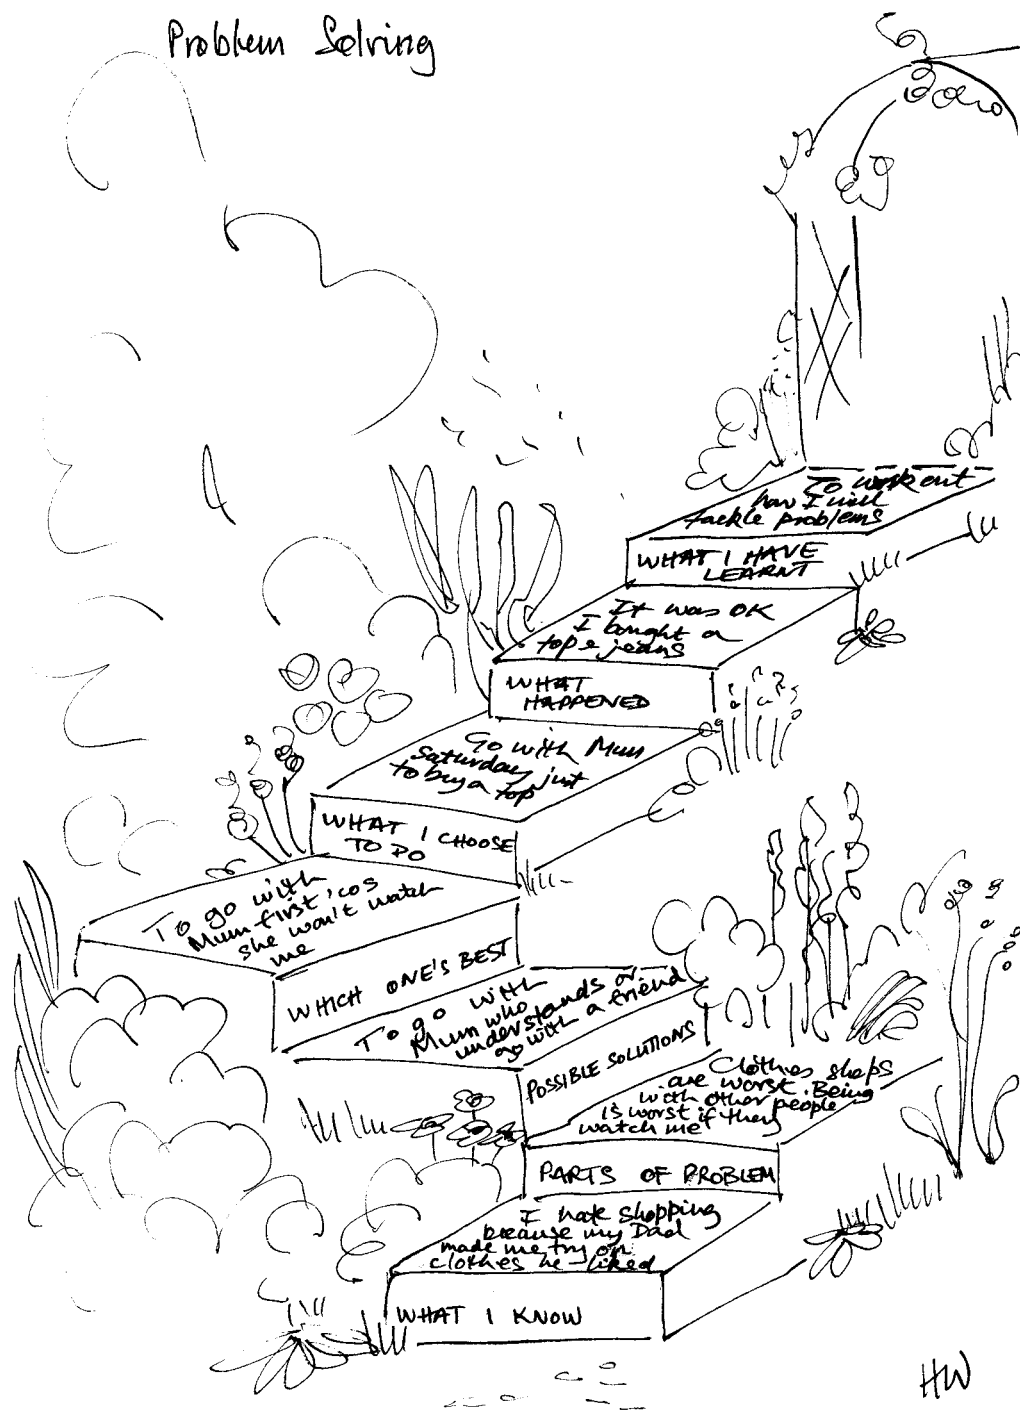 Problem Solving
To work out
how I will
tackle problems
WHAT I HAVE
LEARNT
It was OK
I bought a
top & jeans
WHAT
HAPPENED
Go with Mum
Saturday just
to buy a top
WHAT I CHOOSE
TO DO
To go with
Mum first 'cos
she won't watch
me
WHICH ONE'S BEST
To go with
Mum who
understands or
go with a friend
POSSIBLE SOLUTIONS
Clothes shops
are worst. Being
with other people
is worst if they
watch me
PARTS OF PROBLEM
I hate shopping
because my Dad
made me try on
clothes he liked
WHAT I KNOW
HW